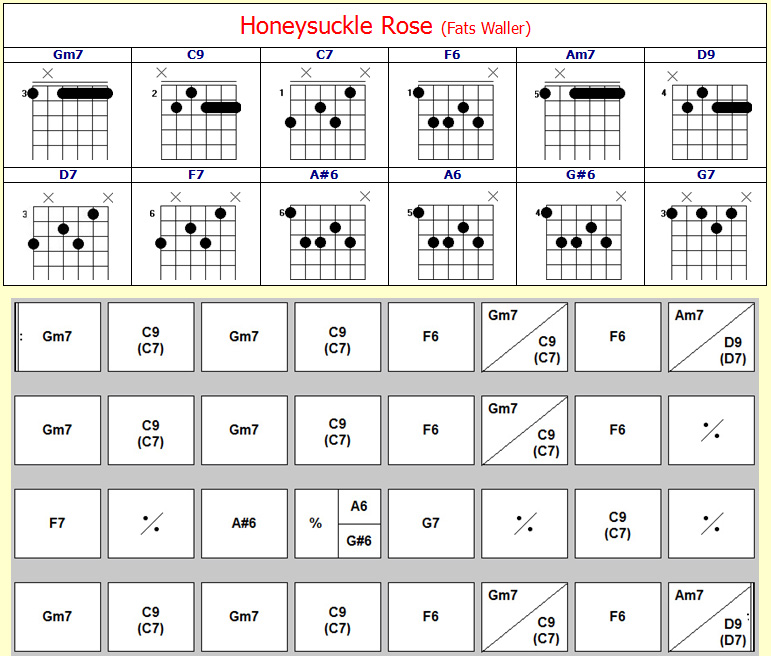 Honeysuckle Rose (Fats Waller)
Gm7 C9 C7 F6 Am7 D9
× × × × × × ×
3 2 1 1 5 4
D7 F7 A#6 A6 G#6 G7
× × × × × × × × ×
3 6 6 5 4 3
: Gm7 C9 (C7) Gm7 C9 (C7) F6 Gm7 C9 (C7) F6 Am7 D9 (D7)
Gm7 C9 (C7) Gm7 C9 (C7) F6 Gm7 C9 (C7) F6 ⁒
F7 ⁒ A#6 % A6 G#6 G7 ⁒ C9 (C7) ⁒
Gm7 C9 (C7) Gm7 C9 (C7) F6 Gm7 C9 (C7) F6 Am7 D9 (D7) :